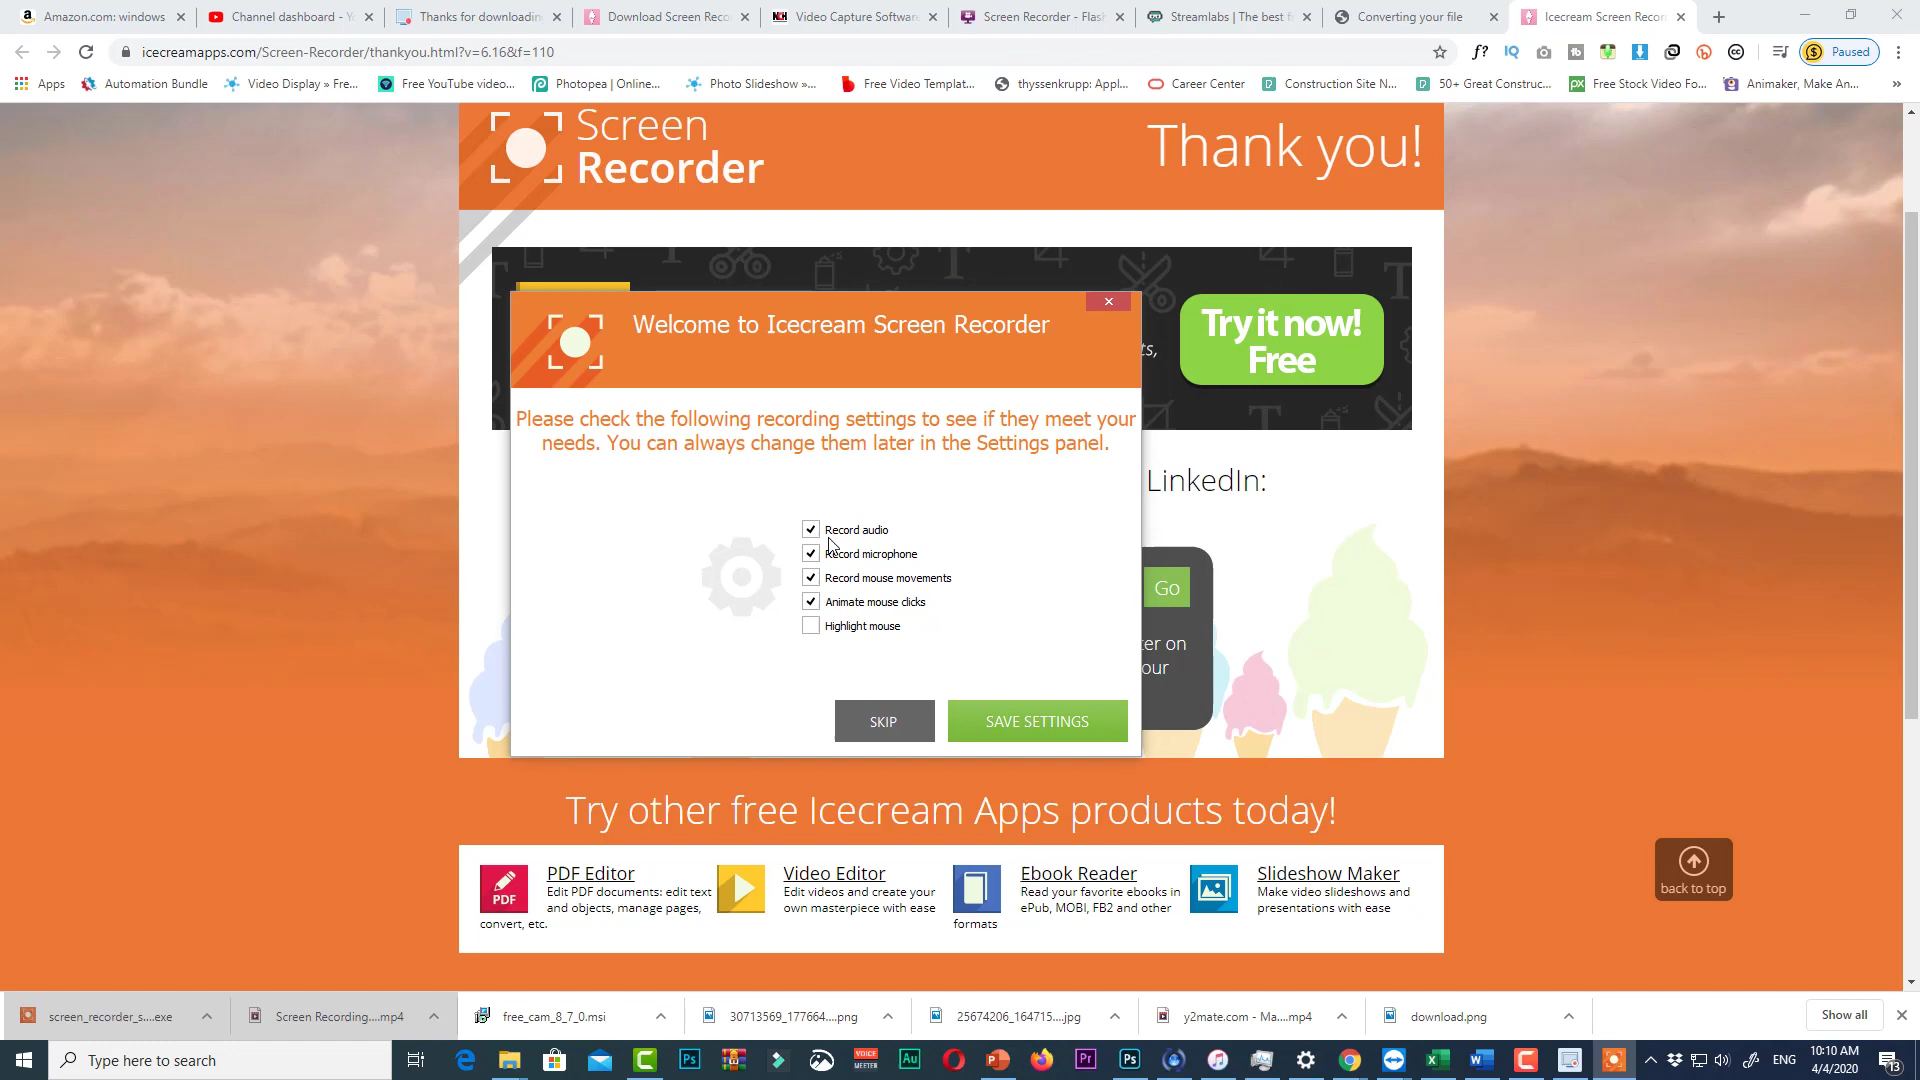 Amazon.com: windows
Channel dashboard - Y
Thanks for downloadin
Download Screen Reco
Video Capture Software
Screen Recorder - Flash
Streamlabs | The best f
Converting your file
Icecream Screen Record
icecreamapps.com/Screen-Recorder/thankyou.html?v=6.16&f=110
Paused
Apps
Automation Bundle
Video Display » Fre...
Free YouTube video...
Photopea | Online...
Photo Slideshow »...
Free Video Templat...
thyssenkrupp: Appl...
Career Center
Construction Site N...
50+ Great Construc...
Free Stock Video Fo...
Animaker, Make An...
Screen
Recorder
Thank you!
Try it now!
Free
ts,
Welcome to Icecream Screen Recorder
Please check the following recording settings to see if they meet your
needs. You can always change them later in the Settings panel.
LinkedIn:
Record audio
Record microphone
Record mouse movements
Animate mouse clicks
Highlight mouse
Go
ter on
our
SKIP
SAVE SETTINGS
Try other free Icecream Apps products today!
PDF
PDF Editor
Edit PDF documents: edit text
and objects, manage pages,
convert, etc.
Video Editor
Edit videos and create your
own masterpiece with ease
Ebook Reader
Read your favorite ebooks in
ePub, MOBI, FB2 and other
formats
Slideshow Maker
Make video slideshows and
presentations with ease
back to top
screen_recorder_s....exe
Screen Recording....mp4
free_cam_8_7_0.msi
30713569_177664....png
25674206_164715....jpg
y2mate.com - Ma....mp4
download.png
Show all
Type here to search
ENG
10:10 AM
4/4/2020
13